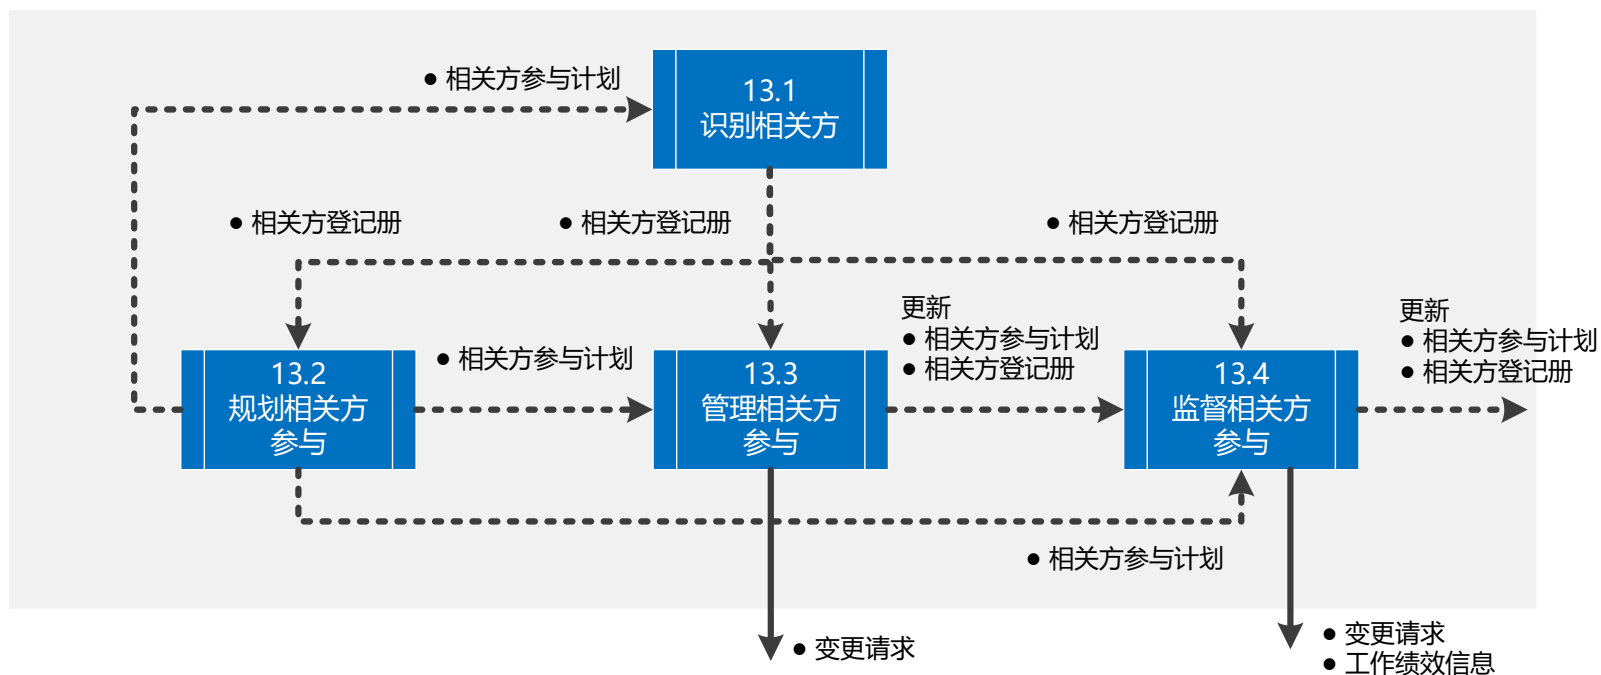 ● 相关方参与计划
13.1
识别相关方
● 相关方登记册
● 相关方登记册
● 相关方登记册
更新
● 相关方参与计划
● 相关方登记册
更新
● 相关方参与计划
● 相关方登记册
13.2
规划相关方
参与
● 相关方参与计划
13.3
管理相关方
参与
13.4
监督相关方
参与
● 相关方参与计划
● 变更请求
● 变更请求
● 工作绩效信息